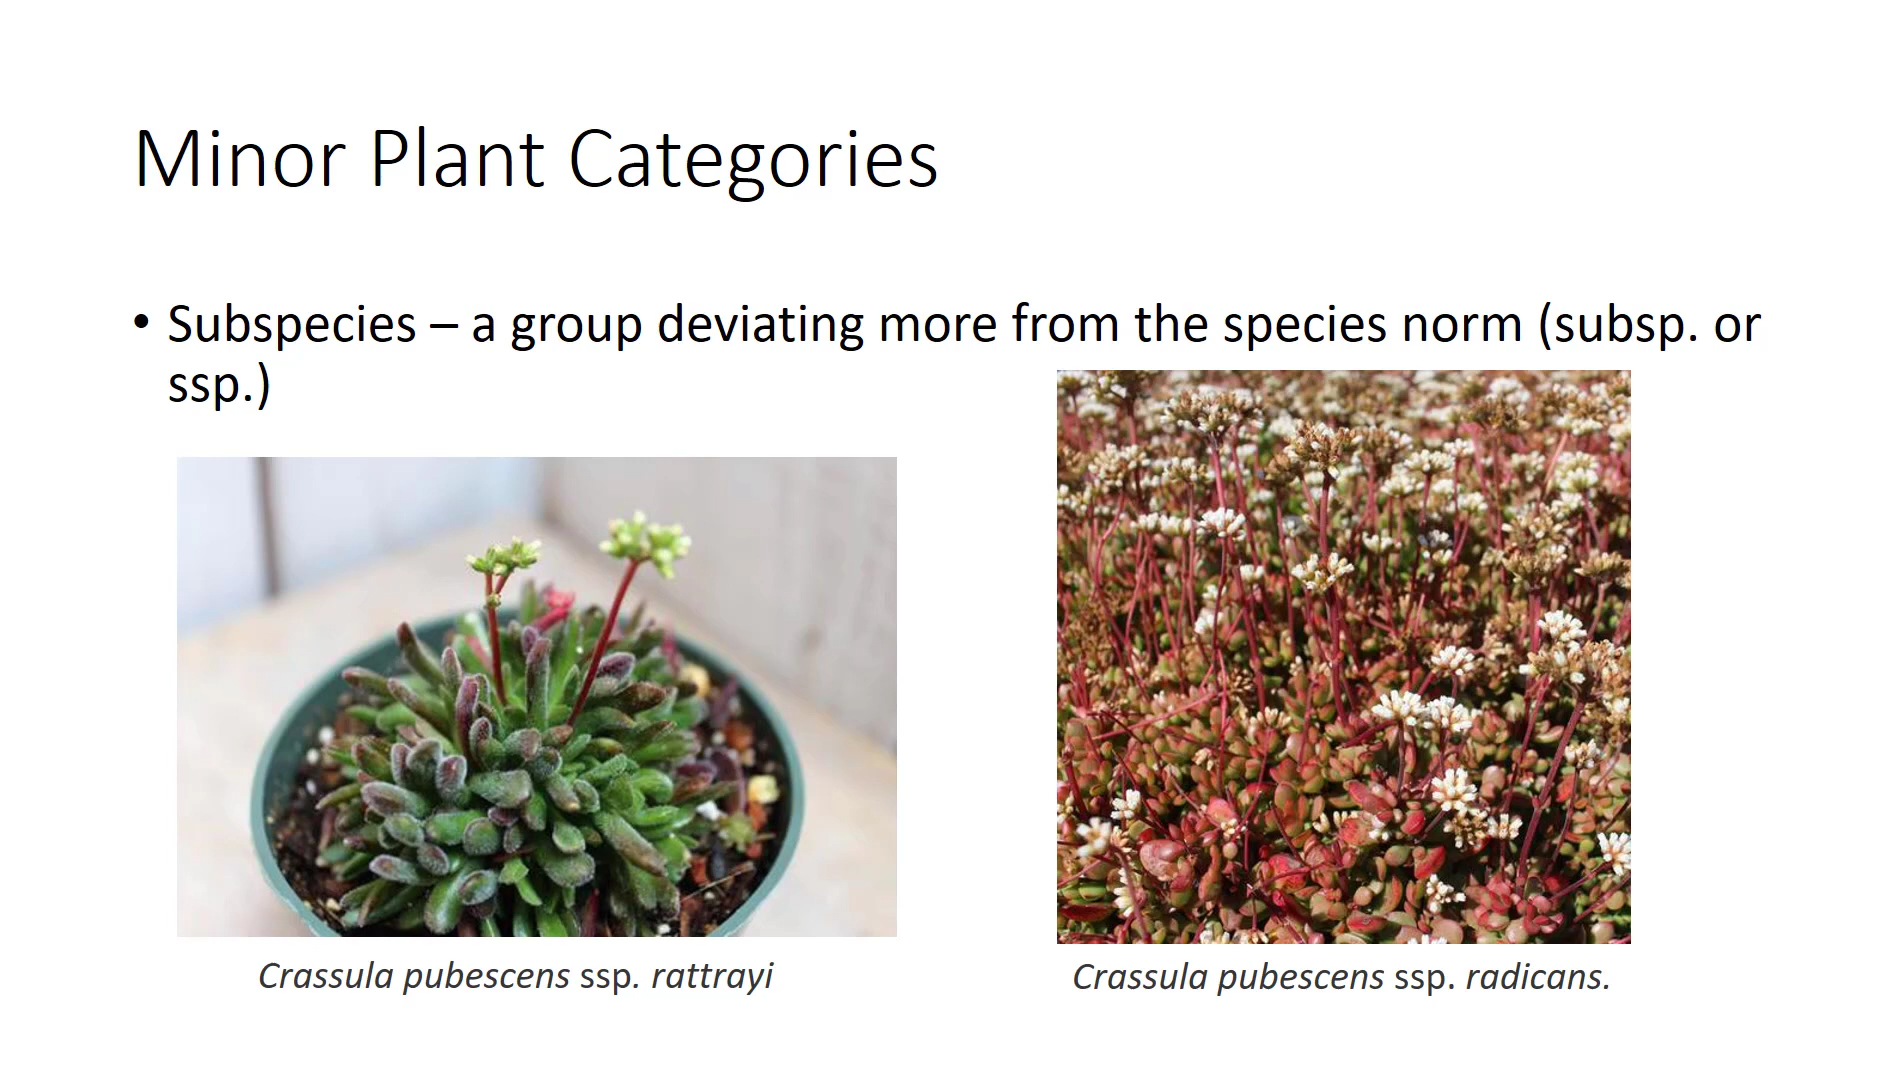 Minor Plant Categories
• Subspecies – a group deviating more from the species norm (subsp. or
ssp.)
Crassula pubescens ssp. rattrayi
Crassula pubescens ssp. radicans.